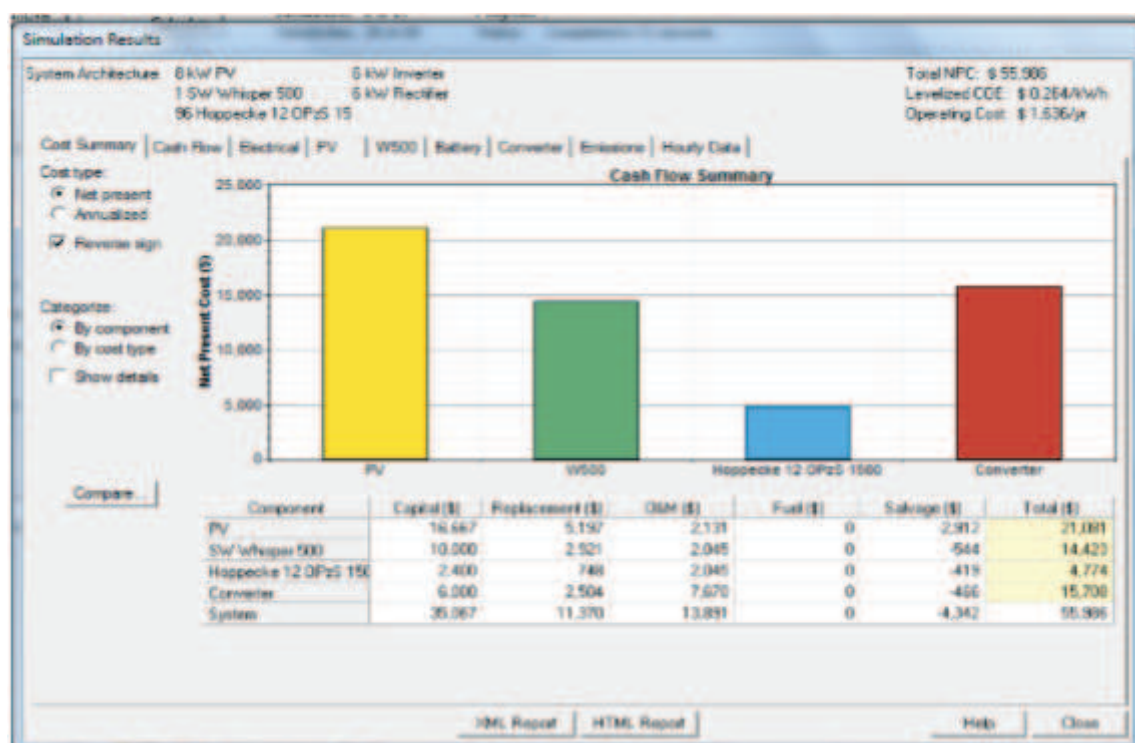 Simulation Results
System Architecture: 8 kW PV 6 kW Inverter Total NPC: $ 55,986
1 SW Whisper 500 6 kW Rectifier Levelized COE: $ 0.264/kWh
96 Hoppecke 12 OPzS 15 Operating Cost: $ 1,636/yr
Cost Summary Cash Flow Electrical PV W500 Battery Converter Emissions Hourly Data
Cost type:
Net present
Annualized
Reverse sign
Categorize:
By component
By cost type
Show details
Compare...
Cash Flow Summary
Net Present Cost ($)
25,000
20,000
15,000
10,000
5,000
0
PV W500 Hoppecke 12 OPzS 1500 Converter
Component Capital ($) Replacement ($) O&M ($) Fuel ($) Salvage ($) Total ($)
PV 16,667 5,197 2,131 0 -2,912 21,081
SW Whisper 500 10,000 2,921 2,045 0 -544 14,423
Hoppecke 12 OPzS 150 2,400 748 2,045 0 -419 4,774
Converter 6,000 2,504 7,670 0 -466 15,708
System 35,067 11,370 13,891 0 -4,342 55,986
XML Report HTML Report Help Close